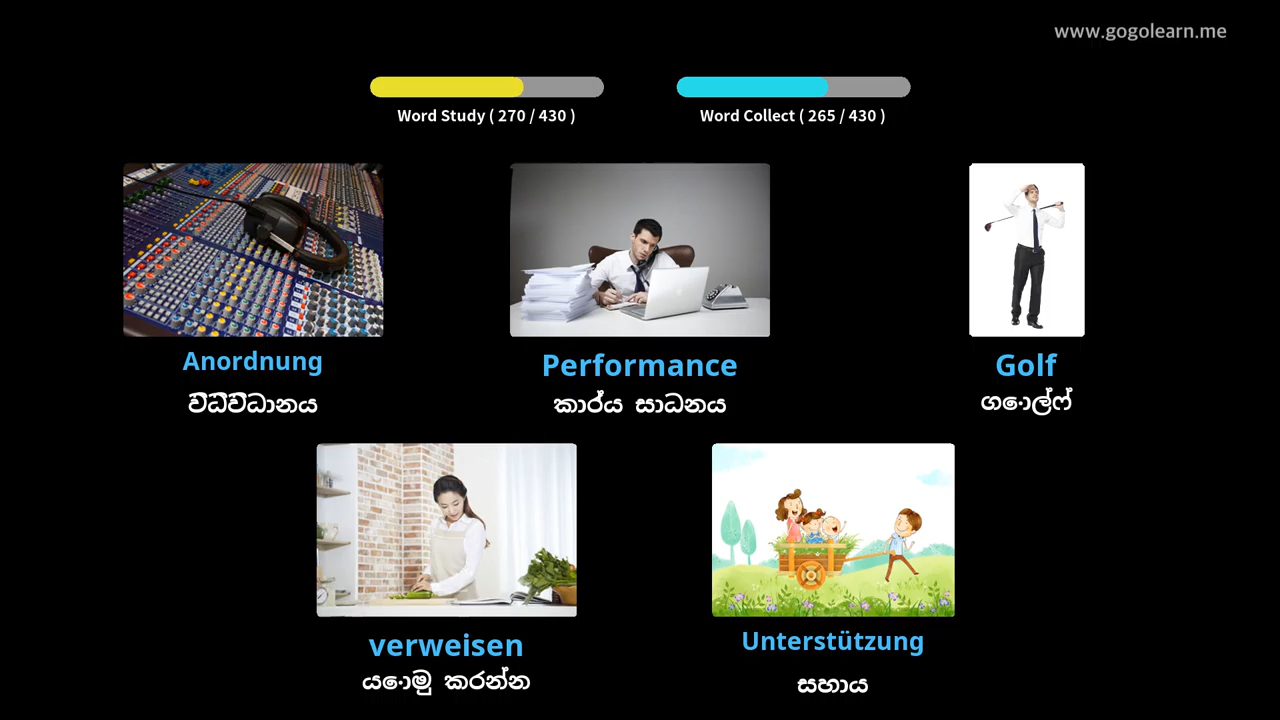 www.gogolearn.me
Word Study ( 270 / 430 )
Word Collect ( 265 / 430 )
Anordnung
විධිවිධානය
Performance
කාර්ය සාධනය
Golf
ගොල්ෆ්
verweisen
යොමු කරන්න
Unterstützung
සහාය